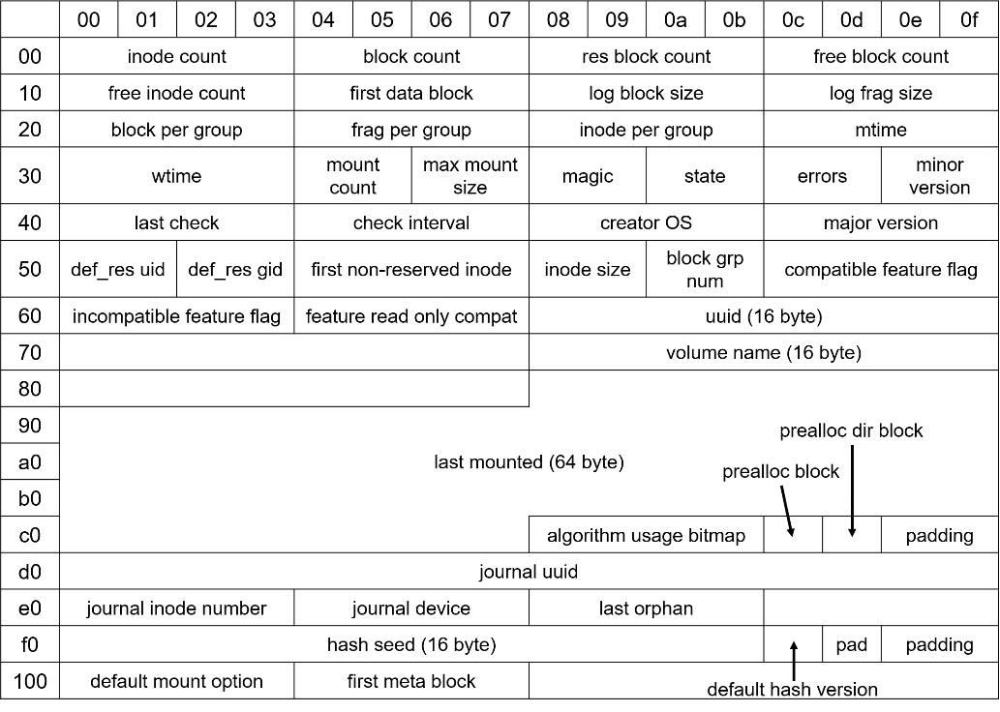 00 01 02 03 04 05 06 07 08 09 0a 0b 0c 0d 0e 0f
00 inode count block count res block count free block count
10 free inode count first data block log block size log frag size
20 block per group frag per group inode per group mtime
30 wtime mount count max mount size magic state errors minor version
40 last check check interval creator OS major version
50 def_res uid def_res gid first non-reserved inode inode size block grp num compatible feature flag
60 incompatible feature flag feature read only compat uuid (16 byte)
70 volume name (16 byte)
80
90
prealloc dir block
a0 last mounted (64 byte)
prealloc block
b0
c0 algorithm usage bitmap padding
d0 journal uuid
e0 journal inode number journal device last orphan
f0 hash seed (16 byte) pad padding
100 default mount option first meta block
default hash version